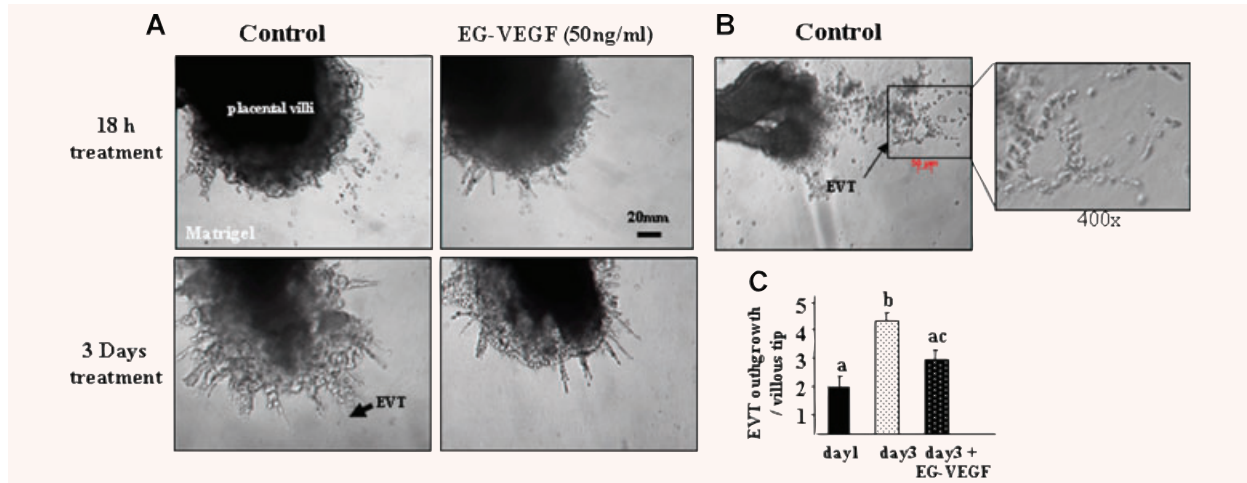 A
Control
EG-VEGF (50ng/ml)
18 h
treatment
placental villi
Matrigel
20mm
3 Days
treatment
EVT
B
Control
EVT
400x
C
EVT outhgrowth
/ villous tip
5
4
3
2
1
a
b
ac
day1
day3
day3 +
EG-VEGF